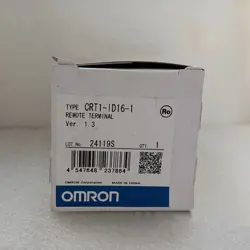 Ro
TYPE CRT1-ID16-1
REMOTE TERMINAL
Ver. 1.3
LOT No. 24119S QTY. 1
4 547648 237864
OMRON Corporation MADE IN CHINA
OMRON